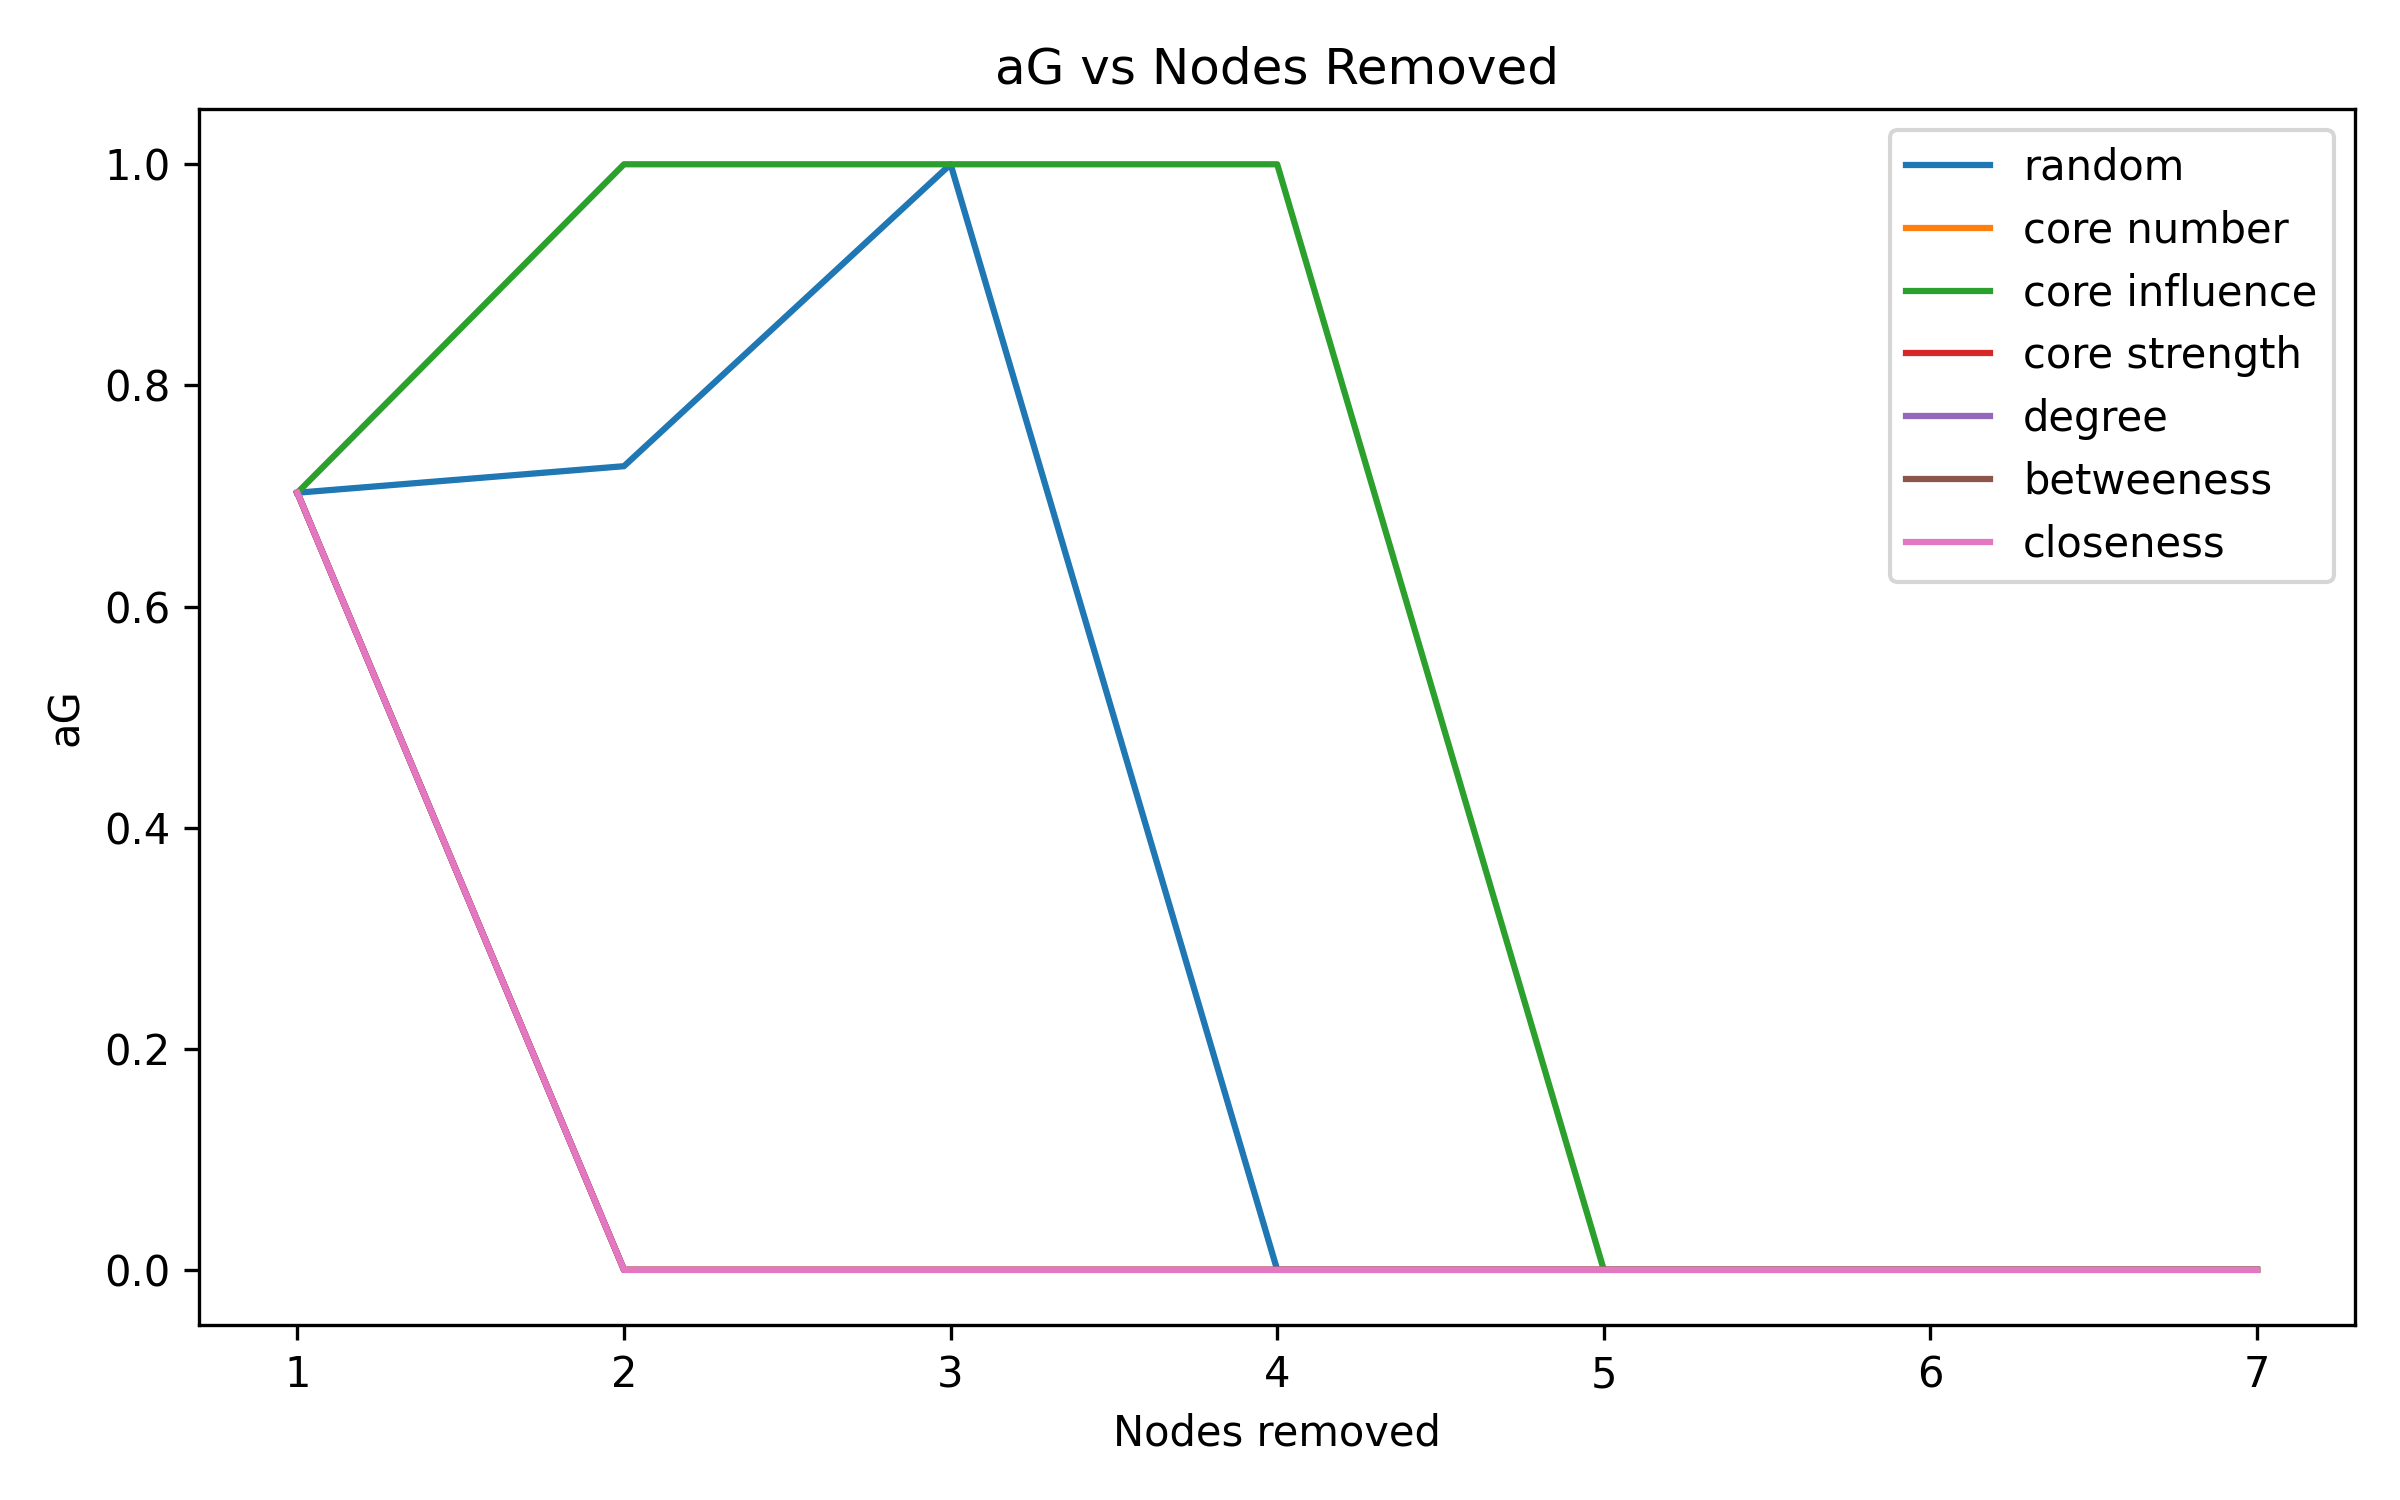 aG vs Nodes Removed
1.0
0.8
0.6
0.4
0.2
0.0
aG
random
core number
core influence
core strength
degree
betweeness
closeness
1 2 3 4 5 6 7
Nodes removed